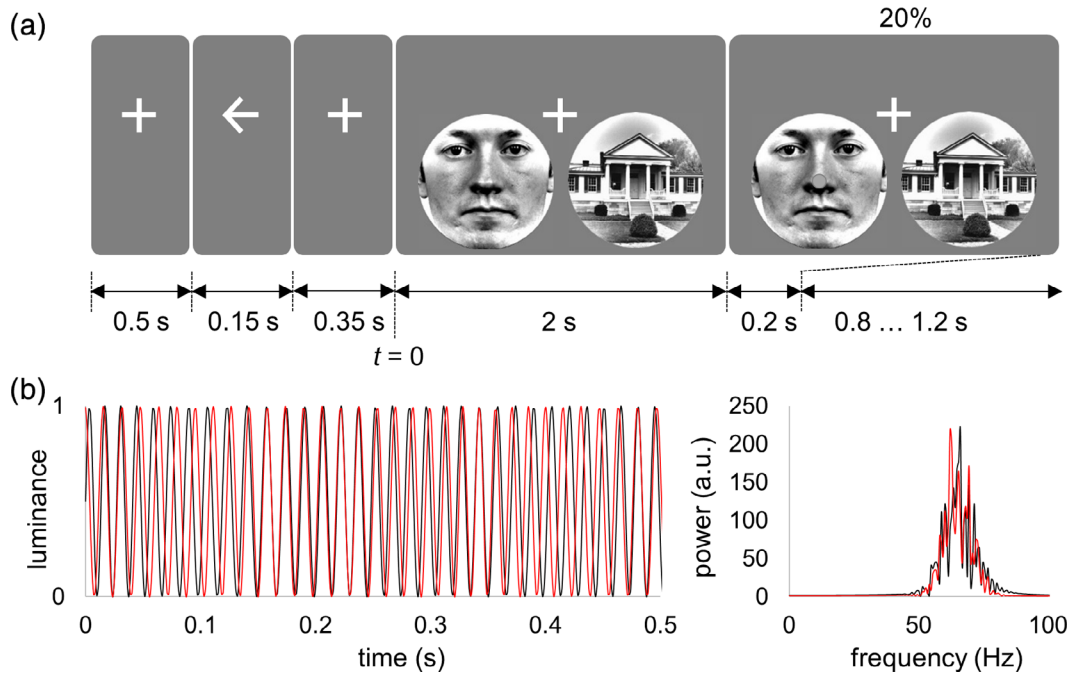 (a)
20%
0.5 s 0.15 s 0.35 s 2 s 0.2 s 0.8 … 1.2 s
t = 0
(b)
1
0
luminance
0 0.1 0.2 0.3 0.4 0.5
time (s)
250
200
150
100
50
0
power (a.u.)
0 50 100
frequency (Hz)